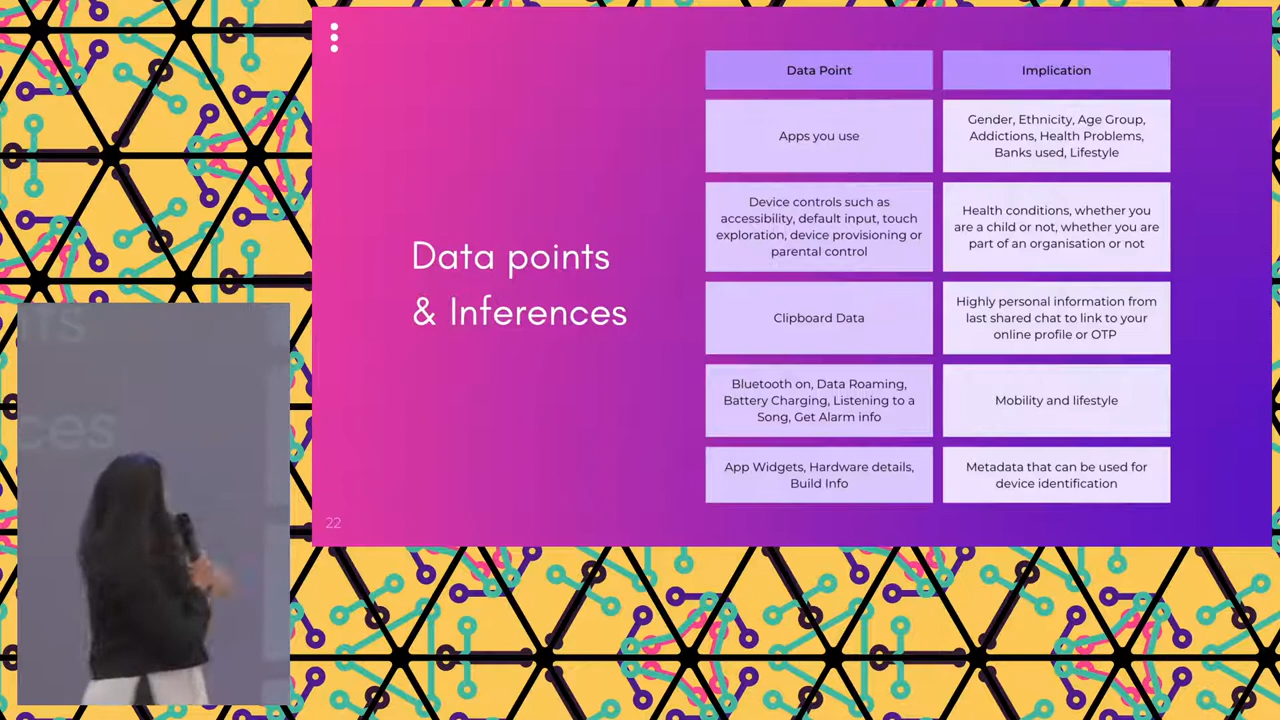 Data points
& Inferences
Data Point
Implication
Apps you use
Gender, Ethnicity, Age Group,
Addictions, Health Problems,
Banks used, Lifestyle
Device controls such as
accessibility, default input, touch
exploration, device provisioning or
parental control
Health conditions, whether you
are a child or not, whether you are
part of an organisation or not
Clipboard Data
Highly personal information from
last shared chat to link to your
online profile or OTP
Bluetooth on, Data Roaming,
Battery Charging, Listening to a
Song, Get Alarm info
Mobility and lifestyle
App Widgets, Hardware details,
Build Info
Metadata that can be used for
device identification
22
ts
ces